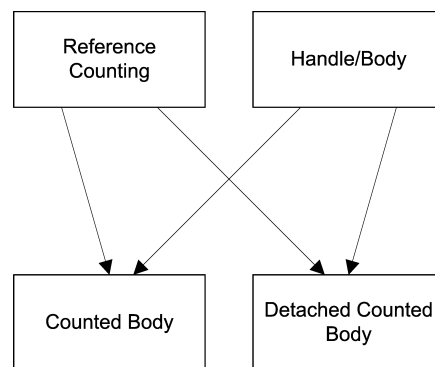 Reference
Counting
Handle/Body
Counted Body
Detached Counted
Body